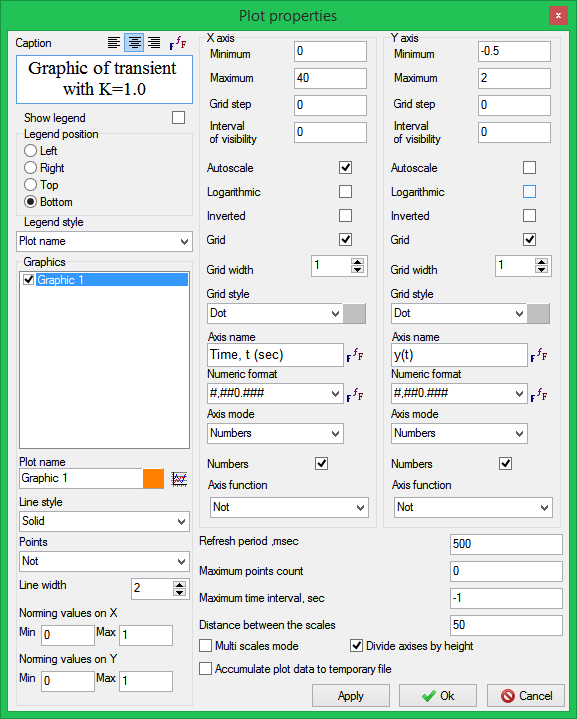 Plot properties
Caption
Graphic of transient
with K=1.0
Show legend
Legend position
Left
Right
Top
Bottom
Legend style
Plot name
Graphics
Graphic 1
Plot name
Graphic 1
Line style
Solid
Points
Not
Line width
2
Norming values on X
Min 0 Max 1
Norming values on Y
Min 0 Max 1
X axis
Minimum 0
Maximum 40
Grid step 0
Interval
of visibility 0
Autoscale
Logarithmic
Inverted
Grid
Grid width 1
Grid style
Dot
Axis name
Time, t (sec) F f F
Numeric format
#,##0.### F f F
Axis mode
Numbers
Numbers
Axis function
Not
Y axis
Minimum -0.5
Maximum 2
Grid step 0
Interval
of visibility 0
Autoscale
Logarithmic
Inverted
Grid
Grid width 1
Grid style
Dot
Axis name
y(t) F f F
Numeric format
#,##0.### F f F
Axis mode
Numbers
Numbers
Axis function
Not
Refresh period ,msec 500
Maximum points count 0
Maximum time interval, sec -1
Distance between the scales 50
Multi scales mode Divide axises by height
Accumulate plot data to temporary file
Apply Ok Cancel